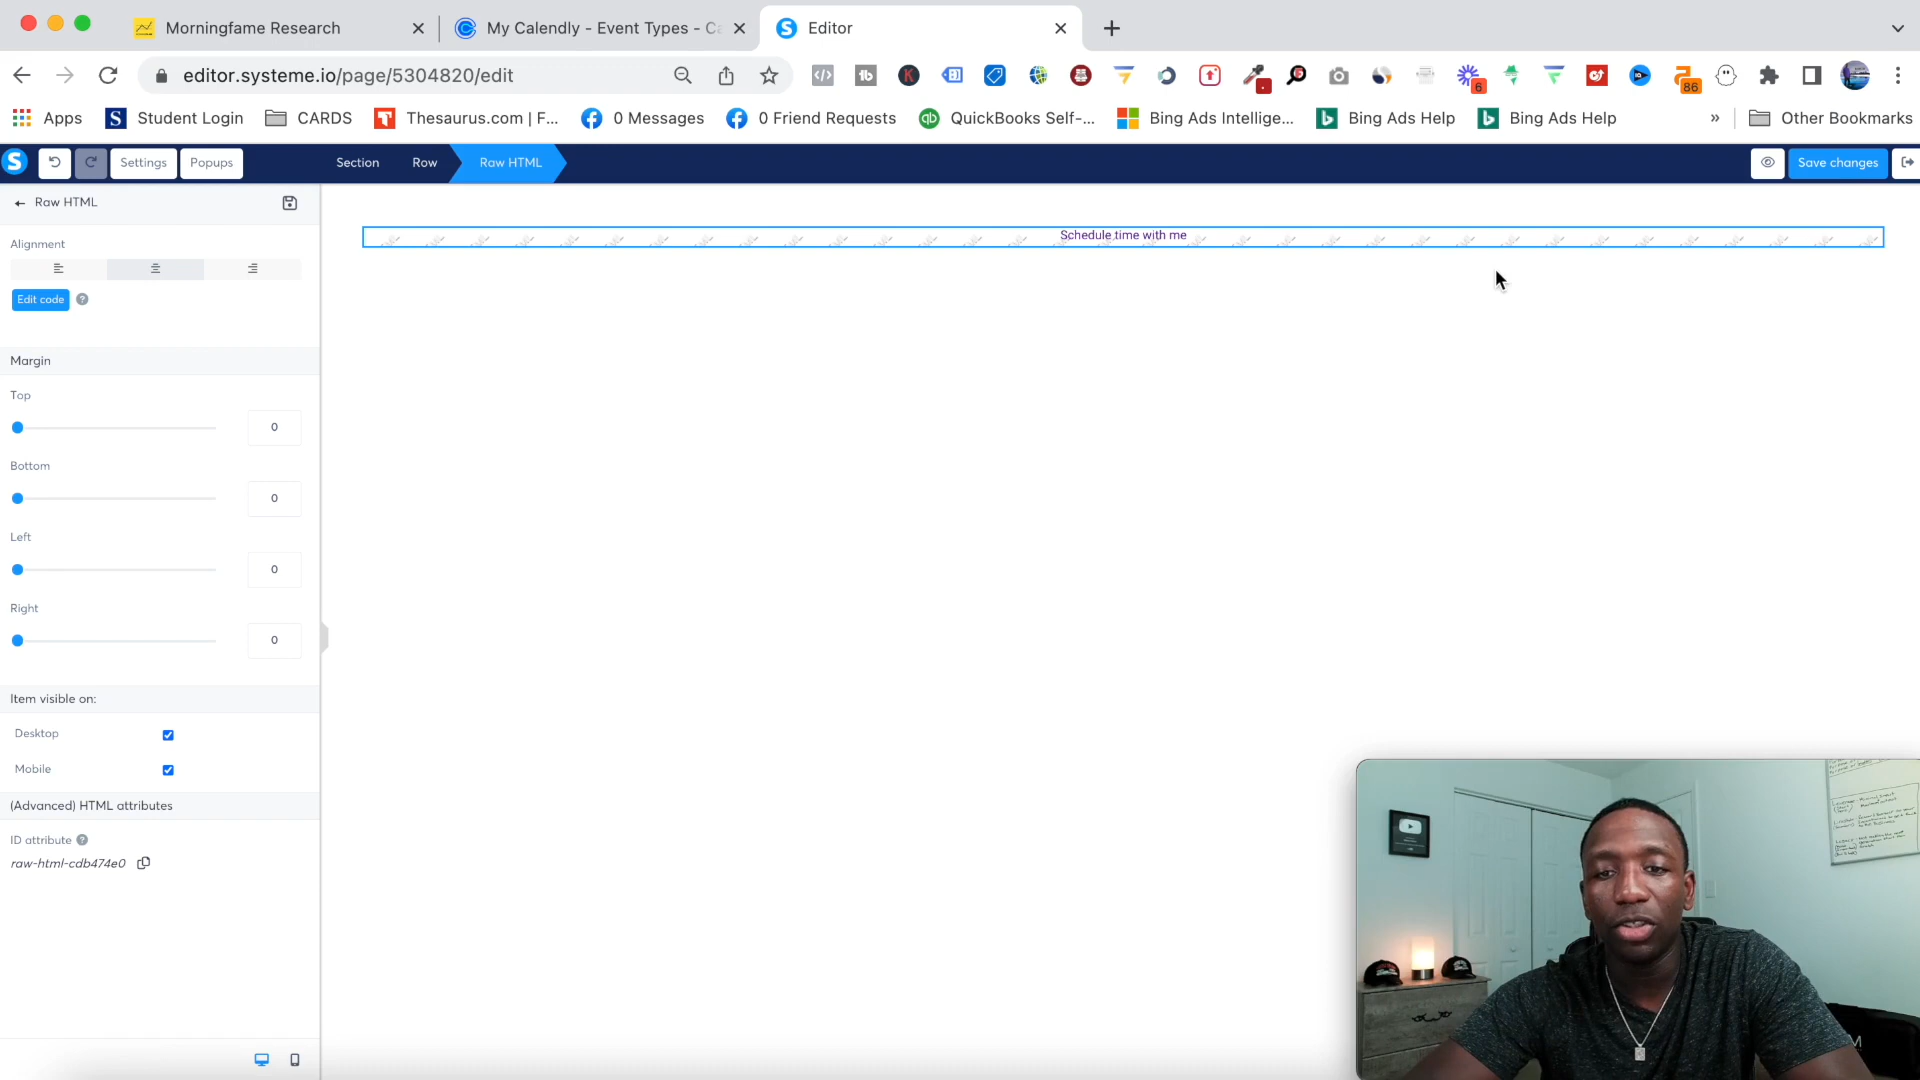 Morningfame Research
My Calendly - Event Types - Ca
Editor
editor.systeme.io/page/5304820/edit
6
86
Apps
Student Login
CARDS
Thesaurus.com | F...
0 Messages
0 Friend Requests
QuickBooks Self-...
Bing Ads Intellige...
Bing Ads Help
Bing Ads Help
»
Other Bookmarks
Settings
Popups
Section
Row
Raw HTML
Save changes
Raw HTML
Alignment
Edit code
Margin
Top
0
Bottom
0
Left
0
Right
0
Item visible on:
Desktop
Mobile
(Advanced) HTML attributes
ID attribute
raw-html-cdb474e0
Schedule time with me